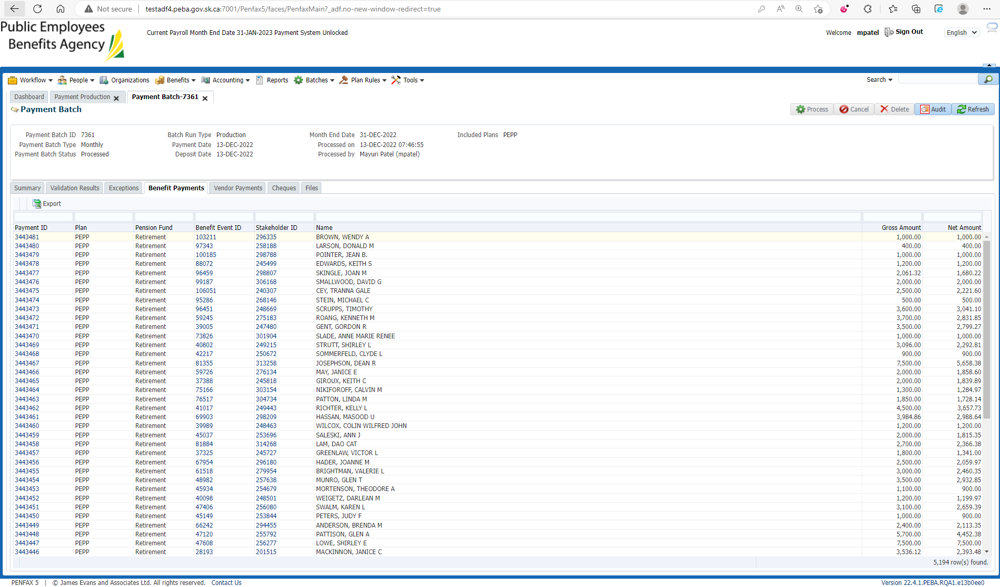 Not secure | testadf4.peba.gov.sk.ca:7001/Penfax5/faces/PenfaxMain?_adf.no-new-window-redirect=true
Public Employees
Benefits Agency
Current Payroll Month End Date 31-JAN-2023 Payment System Unlocked
Welcome mpatel Sign Out English
Workflow People Organizations Benefits Accounting Reports Batches Plan Rules Tools Search
Dashboard Payment Production Payment Batch-7361
Payment Batch
Process Cancel Delete Audit Refresh
Payment Batch ID 7361 Batch Run Type Production Month End Date 31-DEC-2022 Included Plans PEPP
Payment Batch Type Monthly Payment Date 13-DEC-2022 Processed on 13-DEC-2022 07:46:55
Payment Batch Status Processed Deposit Date 13-DEC-2022 Processed by Mayuri Patel (mpatel)
Summary Validation Results Exceptions Benefit Payments Vendor Payments Cheques Files
Export
Payment ID Plan Pension Fund Benefit Event ID Stakeholder ID Name Gross Amount Net Amount
3443481 PEPP Retirement 103211 296335 BROWN, WENDY A 1,000.00 1,000.00
3443480 PEPP Retirement 97343 258188 LARSON, DONALD M 400.00 400.00
3443479 PEPP Retirement 100185 298788 POINTER, JEAN B. 1,000.00 1,000.00
3443478 PEPP Retirement 88072 245499 EDWARDS, KEITH S 1,200.00 1,200.00
3443477 PEPP Retirement 96459 298807 SKINGLE, JOAN M 2,061.32 1,680.22
3443476 PEPP Retirement 99187 306168 SMALLWOOD, DAVID G 2,000.00 2,000.00
3443475 PEPP Retirement 106051 240307 CEY, TRANNA GALE 2,500.00 2,221.60
3443474 PEPP Retirement 95286 268146 STEIN, MICHAEL C 500.00 500.00
3443473 PEPP Retirement 96451 248669 SCRUPPS, TIMOTHY 3,600.00 3,041.10
3443472 PEPP Retirement 59245 275183 ROANG, KENNETH M 3,700.00 2,831.85
3443471 PEPP Retirement 39005 247480 GENT, GORDON R 3,500.00 2,799.27
3443470 PEPP Retirement 73826 301904 SLADE, ANNE MARIE RENEE 1,000.00 1,000.00
3443469 PEPP Retirement 40802 249215 STRUTT, SHIRLEY L 3,096.00 2,292.81
3443468 PEPP Retirement 42217 250672 SOMMERFELD, CLYDE L 900.00 900.00
3443467 PEPP Retirement 81355 313258 JOSEPHSON, DEAN R 7,500.00 5,658.38
3443466 PEPP Retirement 59726 276134 MAY, JANICE E 2,000.00 1,858.60
3443465 PEPP Retirement 37388 245818 GIROUX, KEITH C 2,000.00 1,839.89
3443464 PEPP Retirement 75166 303154 NIKIFOROFF, CALVIN M 1,300.00 1,284.97
3443463 PEPP Retirement 76517 304734 PATTON, LINDA M 1,850.00 1,728.14
3443462 PEPP Retirement 41017 249443 RICHTER, KELLY L 4,500.00 3,657.73
3443461 PEPP Retirement 69903 298209 HASSAN, MASOOD U 3,984.86 2,988.64
3443460 PEPP Retirement 39989 248463 WILCOX, COLIN WILFRED JOHN 1,200.00 1,200.00
3443459 PEPP Retirement 45037 253696 SALESKI, ANN J 2,000.00 1,815.35
3443458 PEPP Retirement 81884 314268 LAM, DAO CAT 2,700.00 2,366.38
3443457 PEPP Retirement 37325 245727 GREENLAW, VICTOR L 1,800.00 1,341.00
3443456 PEPP Retirement 67954 296180 HADER, JOANNE M 2,500.00 2,059.97
3443455 PEPP Retirement 61518 279954 BRIGHTMAN, VALERIE L 3,000.00 2,460.35
3443454 PEPP Retirement 48982 257638 MUNRO, GLEN T 3,500.00 2,932.85
3443453 PEPP Retirement 45934 254679 MORTENSON, THEODORE A 1,100.00 900.00
3443452 PEPP Retirement 40098 248501 WEIGETZ, DARLEAN M 1,200.00 1,199.97
3443451 PEPP Retirement 47406 256080 SWALM, KAREN L 3,100.00 2,659.39
3443450 PEPP Retirement 45149 253844 PETERS, JUDY F 1,000.00 900.00
3443449 PEPP Retirement 66242 294455 ANDERSON, BRENDA M 2,400.00 2,113.35
3443448 PEPP Retirement 47120 255792 PATTISON, GLEN A 5,700.00 4,452.38
3443447 PEPP Retirement 47608 256277 LOWE, SHIRLEY E 7,500.00 7,500.00
3443446 PEPP Retirement 28193 201515 MACKINNON, JANICE C 3,536.12 2,393.48
5,194 row(s) found.
PENFAX 5 | © James Evans and Associates Ltd. All rights reserved. Contact Us Version 22.4.1.PEBA.RQA1.e13b0ee0